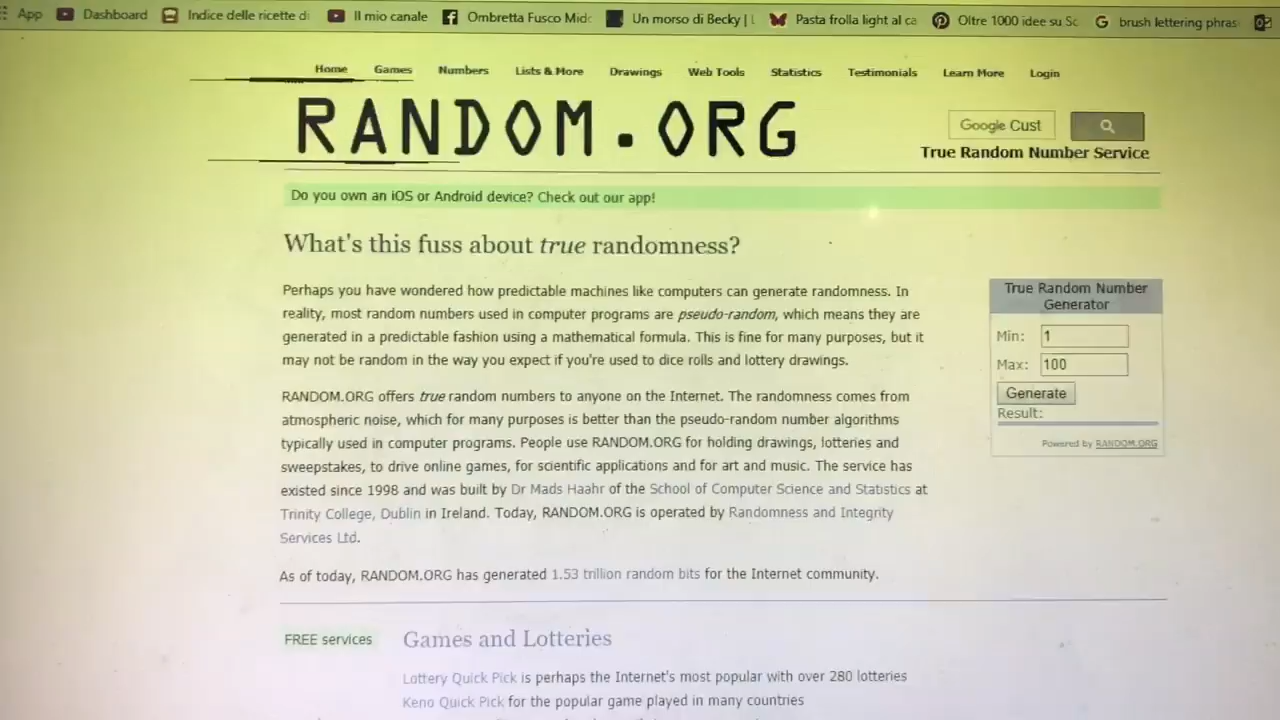 App Dashboard Indice delle ricette di Il mio canale Ombretta Fusco Mid Un morso di Becky | Pasta frolla light al ca Oltre 1000 idee su Sc brush lettering phras
Home Games Numbers Lists & More Drawings Web Tools Statistics Testimonials Learn More Login
RANDOM.ORG
Google Cust
True Random Number Service
Do you own an iOS or Android device? Check out our app!
What's this fuss about true randomness?
Perhaps you have wondered how predictable machines like computers can generate randomness. In
reality, most random numbers used in computer programs are pseudo-random, which means they are
generated in a predictable fashion using a mathematical formula. This is fine for many purposes, but it
may not be random in the way you expect if you're used to dice rolls and lottery drawings.
RANDOM.ORG offers true random numbers to anyone on the Internet. The randomness comes from
atmospheric noise, which for many purposes is better than the pseudo-random number algorithms
typically used in computer programs. People use RANDOM.ORG for holding drawings, lotteries and
sweepstakes, to drive online games, for scientific applications and for art and music. The service has
existed since 1998 and was built by Dr Mads Haahr of the School of Computer Science and Statistics at
Trinity College, Dublin in Ireland. Today, RANDOM.ORG is operated by Randomness and Integrity
Services Ltd.
As of today, RANDOM.ORG has generated 1.53 trillion random bits for the Internet community.
True Random Number
Generator
Min: 1
Max: 100
Generate
Result:
Powered by RANDOM.ORG
FREE services
Games and Lotteries
Lottery Quick Pick is perhaps the Internet's most popular with over 280 lotteries
Keno Quick Pick for the popular game played in many countries